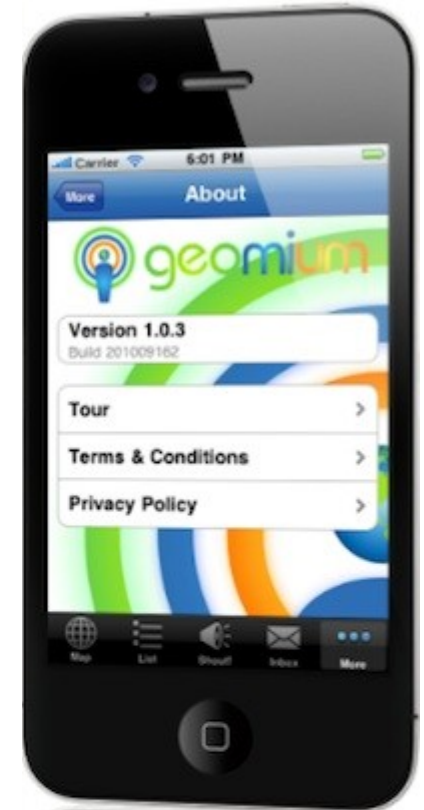 Carrier 6:01 PM
More About
geomium
Version 1.0.3
Build 201009162
Tour
Terms & Conditions
Privacy Policy
Map List Shout! Inbox More